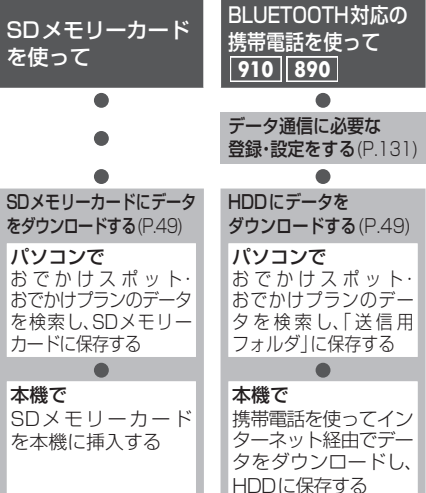 SDメモリーカード
を使って
SDメモリーカードにデータ
をダウンロードする(P.49)
パソコンで
おでかけスポット・
おでかけプランのデータ
を検索し、SDメモリー
カードに保存する
本機で
SDメモリーカード
を本機に挿入する
BLUETOOTH対応の
携帯電話を使って
910 890
データ通信に必要な
登録・設定をする(P.131)
HDDにデータを
ダウンロードする(P.49)
パソコンで
おでかけスポット・
おでかけプランのデー
タを検索し、「送信用
フォルダ」に保存する
本機で
携帯電話を使ってイン
ターネット経由でデー
タをダウンロードし、
HDDに保存する